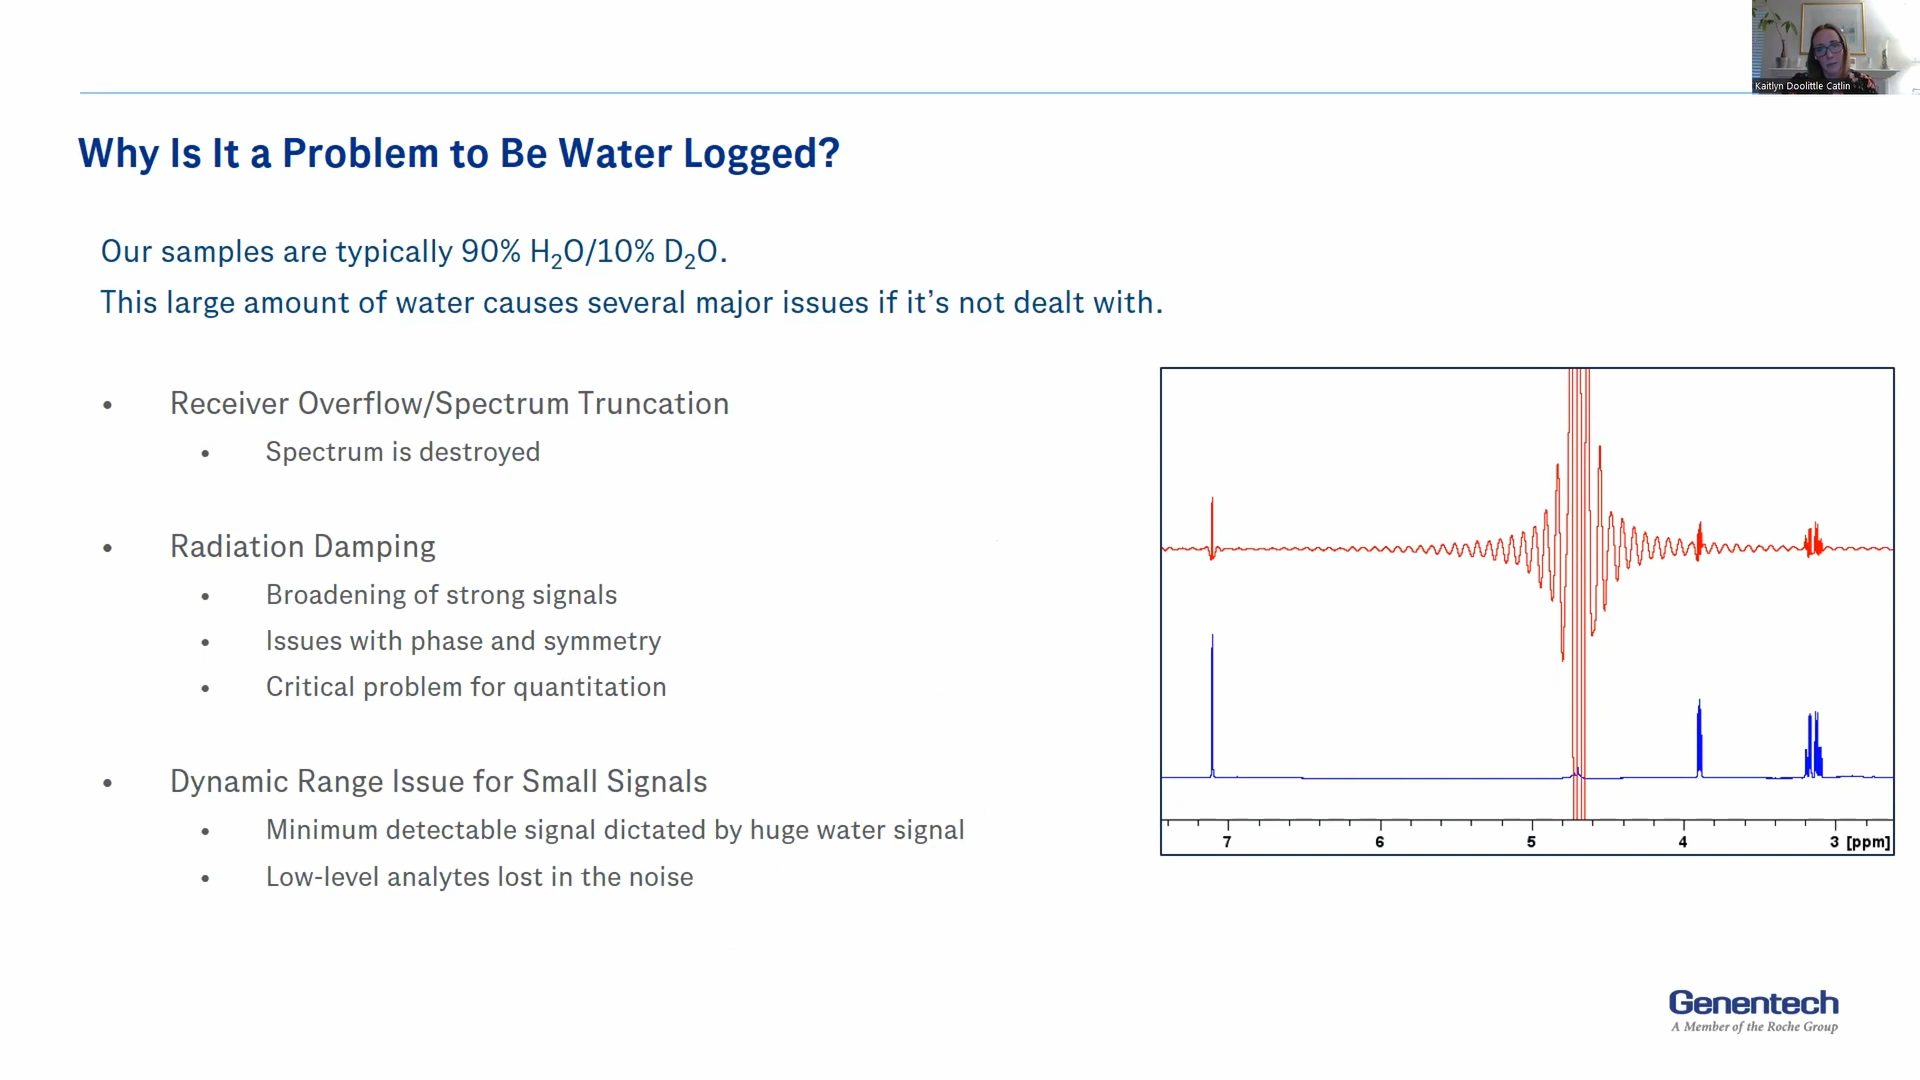 Kaitlyn Doolittle Catlin
Why Is It a Problem to Be Water Logged?
Our samples are typically 90% H₂O/10% D₂O.
This large amount of water causes several major issues if it’s not dealt with.
• Receiver Overflow/Spectrum Truncation
• Spectrum is destroyed
• Radiation Damping
• Broadening of strong signals
• Issues with phase and symmetry
• Critical problem for quantitation
• Dynamic Range Issue for Small Signals
• Minimum detectable signal dictated by huge water signal
• Low-level analytes lost in the noise
7 6 5 4 3 [ppm]
Genentech
A Member of the Roche Group